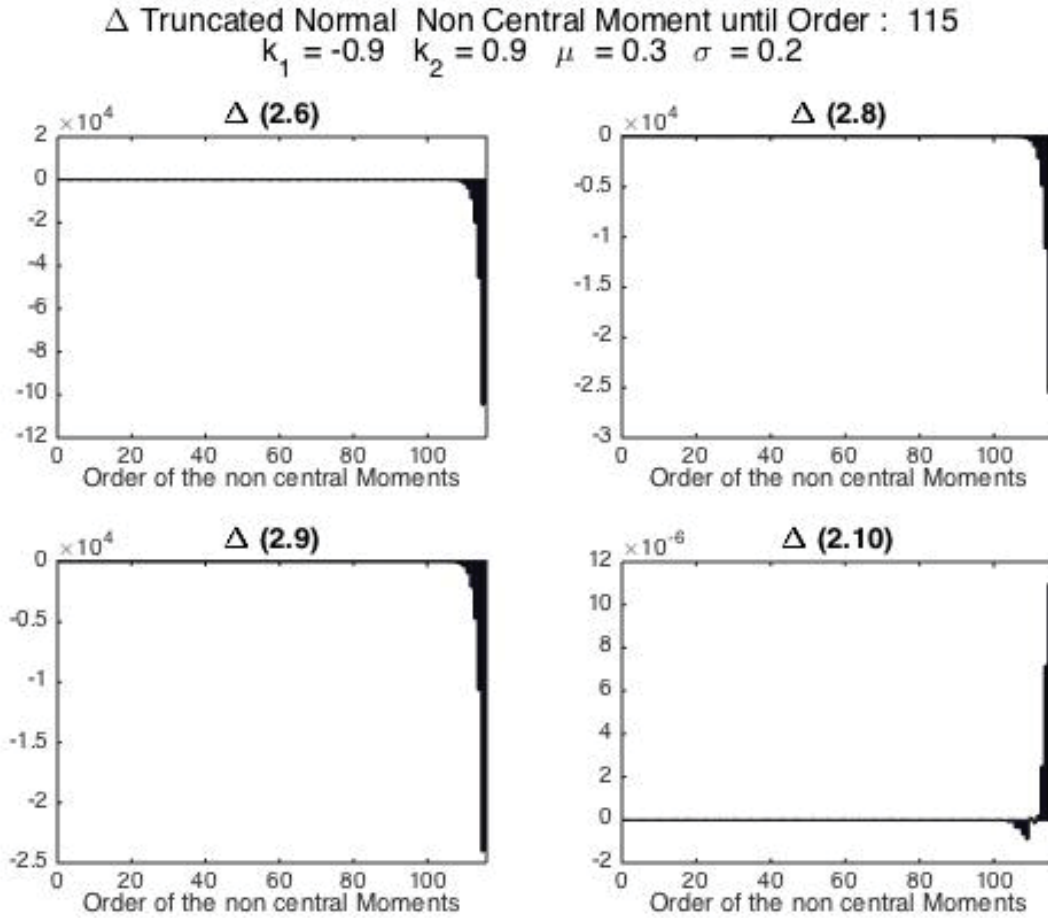 Δ Truncated Normal Non Central Moment until Order : 115
k1 = -0.9 k2 = 0.9 μ = 0.3 σ = 0.2
×10^4
Δ (2.6)
2
0
-2
-4
-6
-8
-10
-12
0 20 40 60 80 100
Order of the non central Moments
×10^4
Δ (2.8)
0
-0.5
-1
-1.5
-2
-2.5
-3
0 20 40 60 80 100
Order of the non central Moments
×10^4
Δ (2.9)
0
-0.5
-1
-1.5
-2
-2.5
0 20 40 60 80 100
Order of the non central Moments
×10^-6
Δ (2.10)
12
10
8
6
4
2
0
-2
0 20 40 60 80 100
Order of the non central Moments